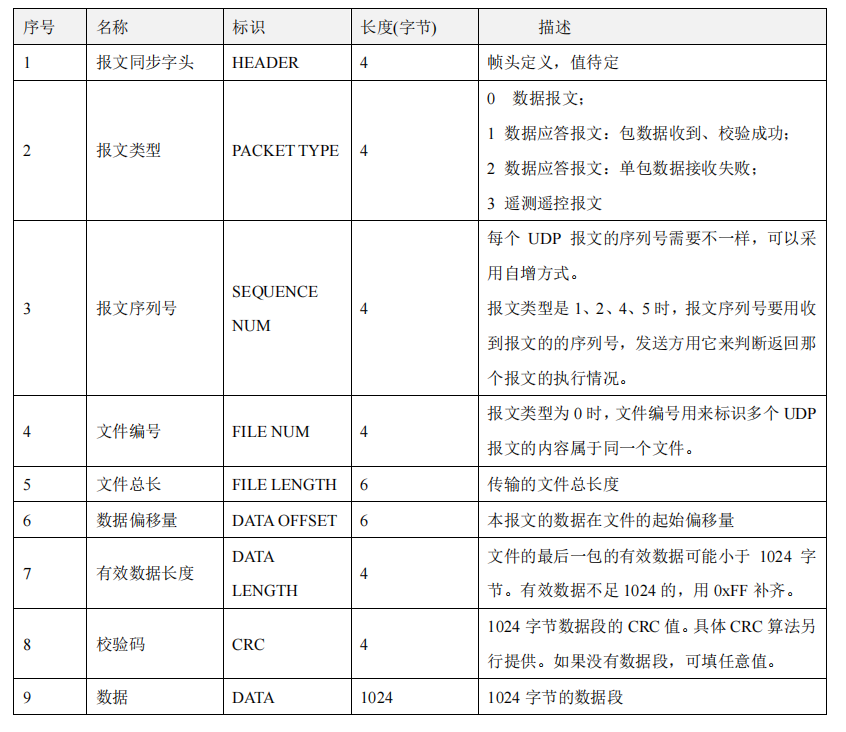 序号 名称 标识 长度(字节) 描述
1 报文同步字头 HEADER 4 帧头定义，值待定
2 报文类型 PACKET TYPE 4
0 数据报文；
1 数据应答报文：包数据收到、校验成功；
2 数据应答报文：单包数据接收失败；
3 遥测遥控报文
3 报文序列号 SEQUENCE
NUM
4
每个 UDP 报文的序列号需要不一样，可以采
用自增方式。
报文类型是 1、2、4、5 时，报文序列号要用收
到报文的的序列号，发送方用它来判断返回那
个报文的执行情况。
4 文件编号 FILE NUM 4
报文类型为 0 时，文件编号用来标识多个 UDP
报文的内容属于同一个文件。
5 文件总长 FILE LENGTH 6 传输的文件总长度
6 数据偏移量 DATA OFFSET 6 本报文的数据在文件的起始偏移量
7 有效数据长度 DATA
LENGTH
4
文件的最后一包的有效数据可能小于 1024 字
节。有效数据不足 1024 的，用 0xFF 补齐。
8 校验码 CRC 4
1024 字节数据段的 CRC 值。具体 CRC 算法另
行提供。如果没有数据段，可填任意值。
9 数据 DATA 1024 1024 字节的数据段